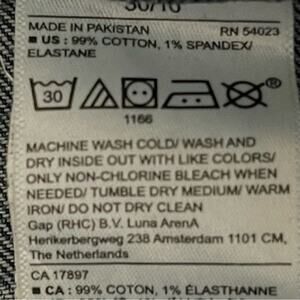 30/16
MADE IN PAKISTAN RN 54023
■ US : 99% COTTON, 1% SPANDEX/
ELASTANE
30
®
1166
MACHINE WASH COLD/ WASH AND
DRY INSIDE OUT WITH LIKE COLORS/
ONLY NON-CHLORINE BLEACH WHEN
NEEDED/ TUMBLE DRY MEDIUM/ WARM
IRON/ DO NOT DRY CLEAN
Gap (RHC) B.V. Luna ArenA
Herikerbergweg 238 Amsterdam 1101 CM,
The Netherlands
CA 17897
■ CA : 99% COTON, 1% ÉLASTHANNE